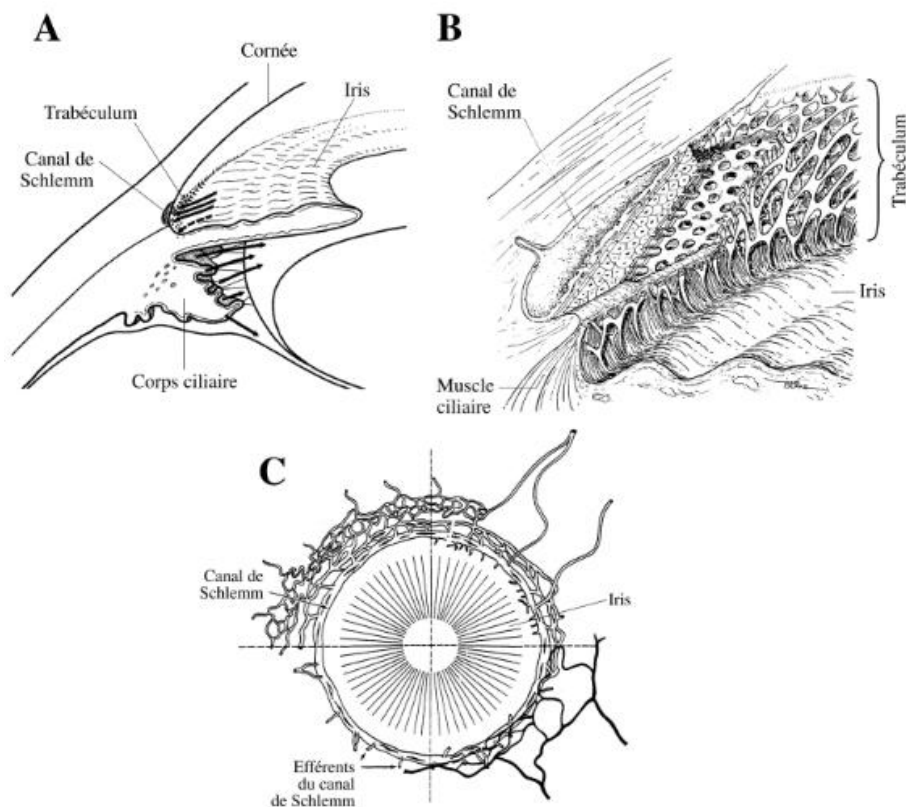 A
Cornée
Iris
Trabéculum
Canal de
Schlemm
Corps ciliaire
B
Canal de
Schlemm
Trabéculum
Iris
Muscle
ciliaire
C
Canal de
Schlemm
Iris
Efférents
du canal
de Schlemm